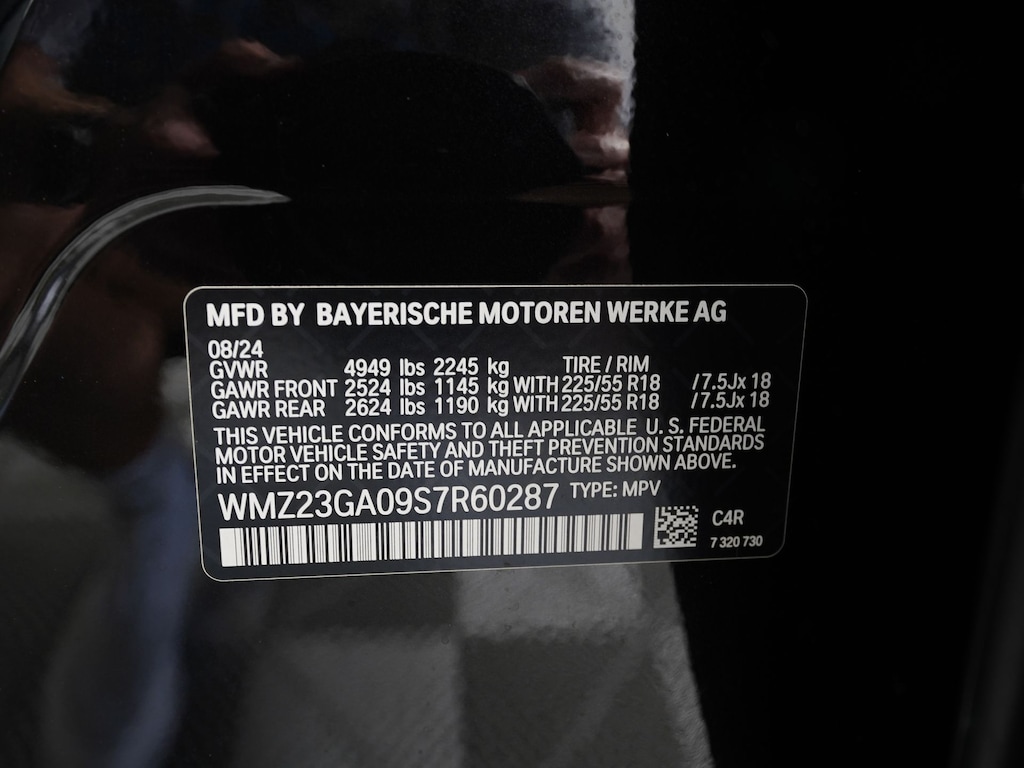 MFD BY BAYERISCHE MOTOREN WERKE AG
08/24
GVWR 4949 lbs 2245 kg TIRE / RIM
GAWR FRONT 2524 lbs 1145 kg WITH 225/55 R18 /7.5Jx 18
GAWR REAR 2624 lbs 1190 kg WITH 225/55 R18 /7.5Jx 18
THIS VEHICLE CONFORMS TO ALL APPLICABLE U. S. FEDERAL
MOTOR VEHICLE SAFETY AND THEFT PREVENTION STANDARDS
IN EFFECT ON THE DATE OF MANUFACTURE SHOWN ABOVE.
WMZ23GA09S7R60287 TYPE: MPV
C4R
7 320 730